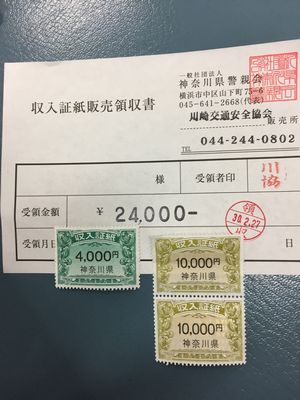 一般社団法人
神奈川県警親会
横浜市中区山下町75-6
045-641-2668(代表)
収入証紙販売領収書
川崎交通安全協会
販売所
TEL 044-244-0802
様
受領者印
川
協
受領金額
¥ 24,000-
領
30.2.27
収
受領月日
日
収入証紙
4,000円
神奈川県
収入証紙
10,000円
神奈川県
収入証紙
10,000円
神奈川県